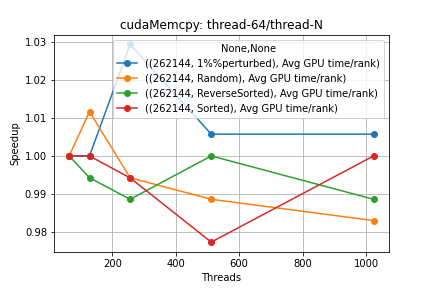 cudaMemcpy: thread-64/thread-N
None,None
((262144, 1%%perturbed), Avg GPU time/rank)
((262144, Random), Avg GPU time/rank)
((262144, ReverseSorted), Avg GPU time/rank)
((262144, Sorted), Avg GPU time/rank)
Speedup
1.03
1.02
1.01
1.00
0.99
0.98
200 400 600 800 1000
Threads